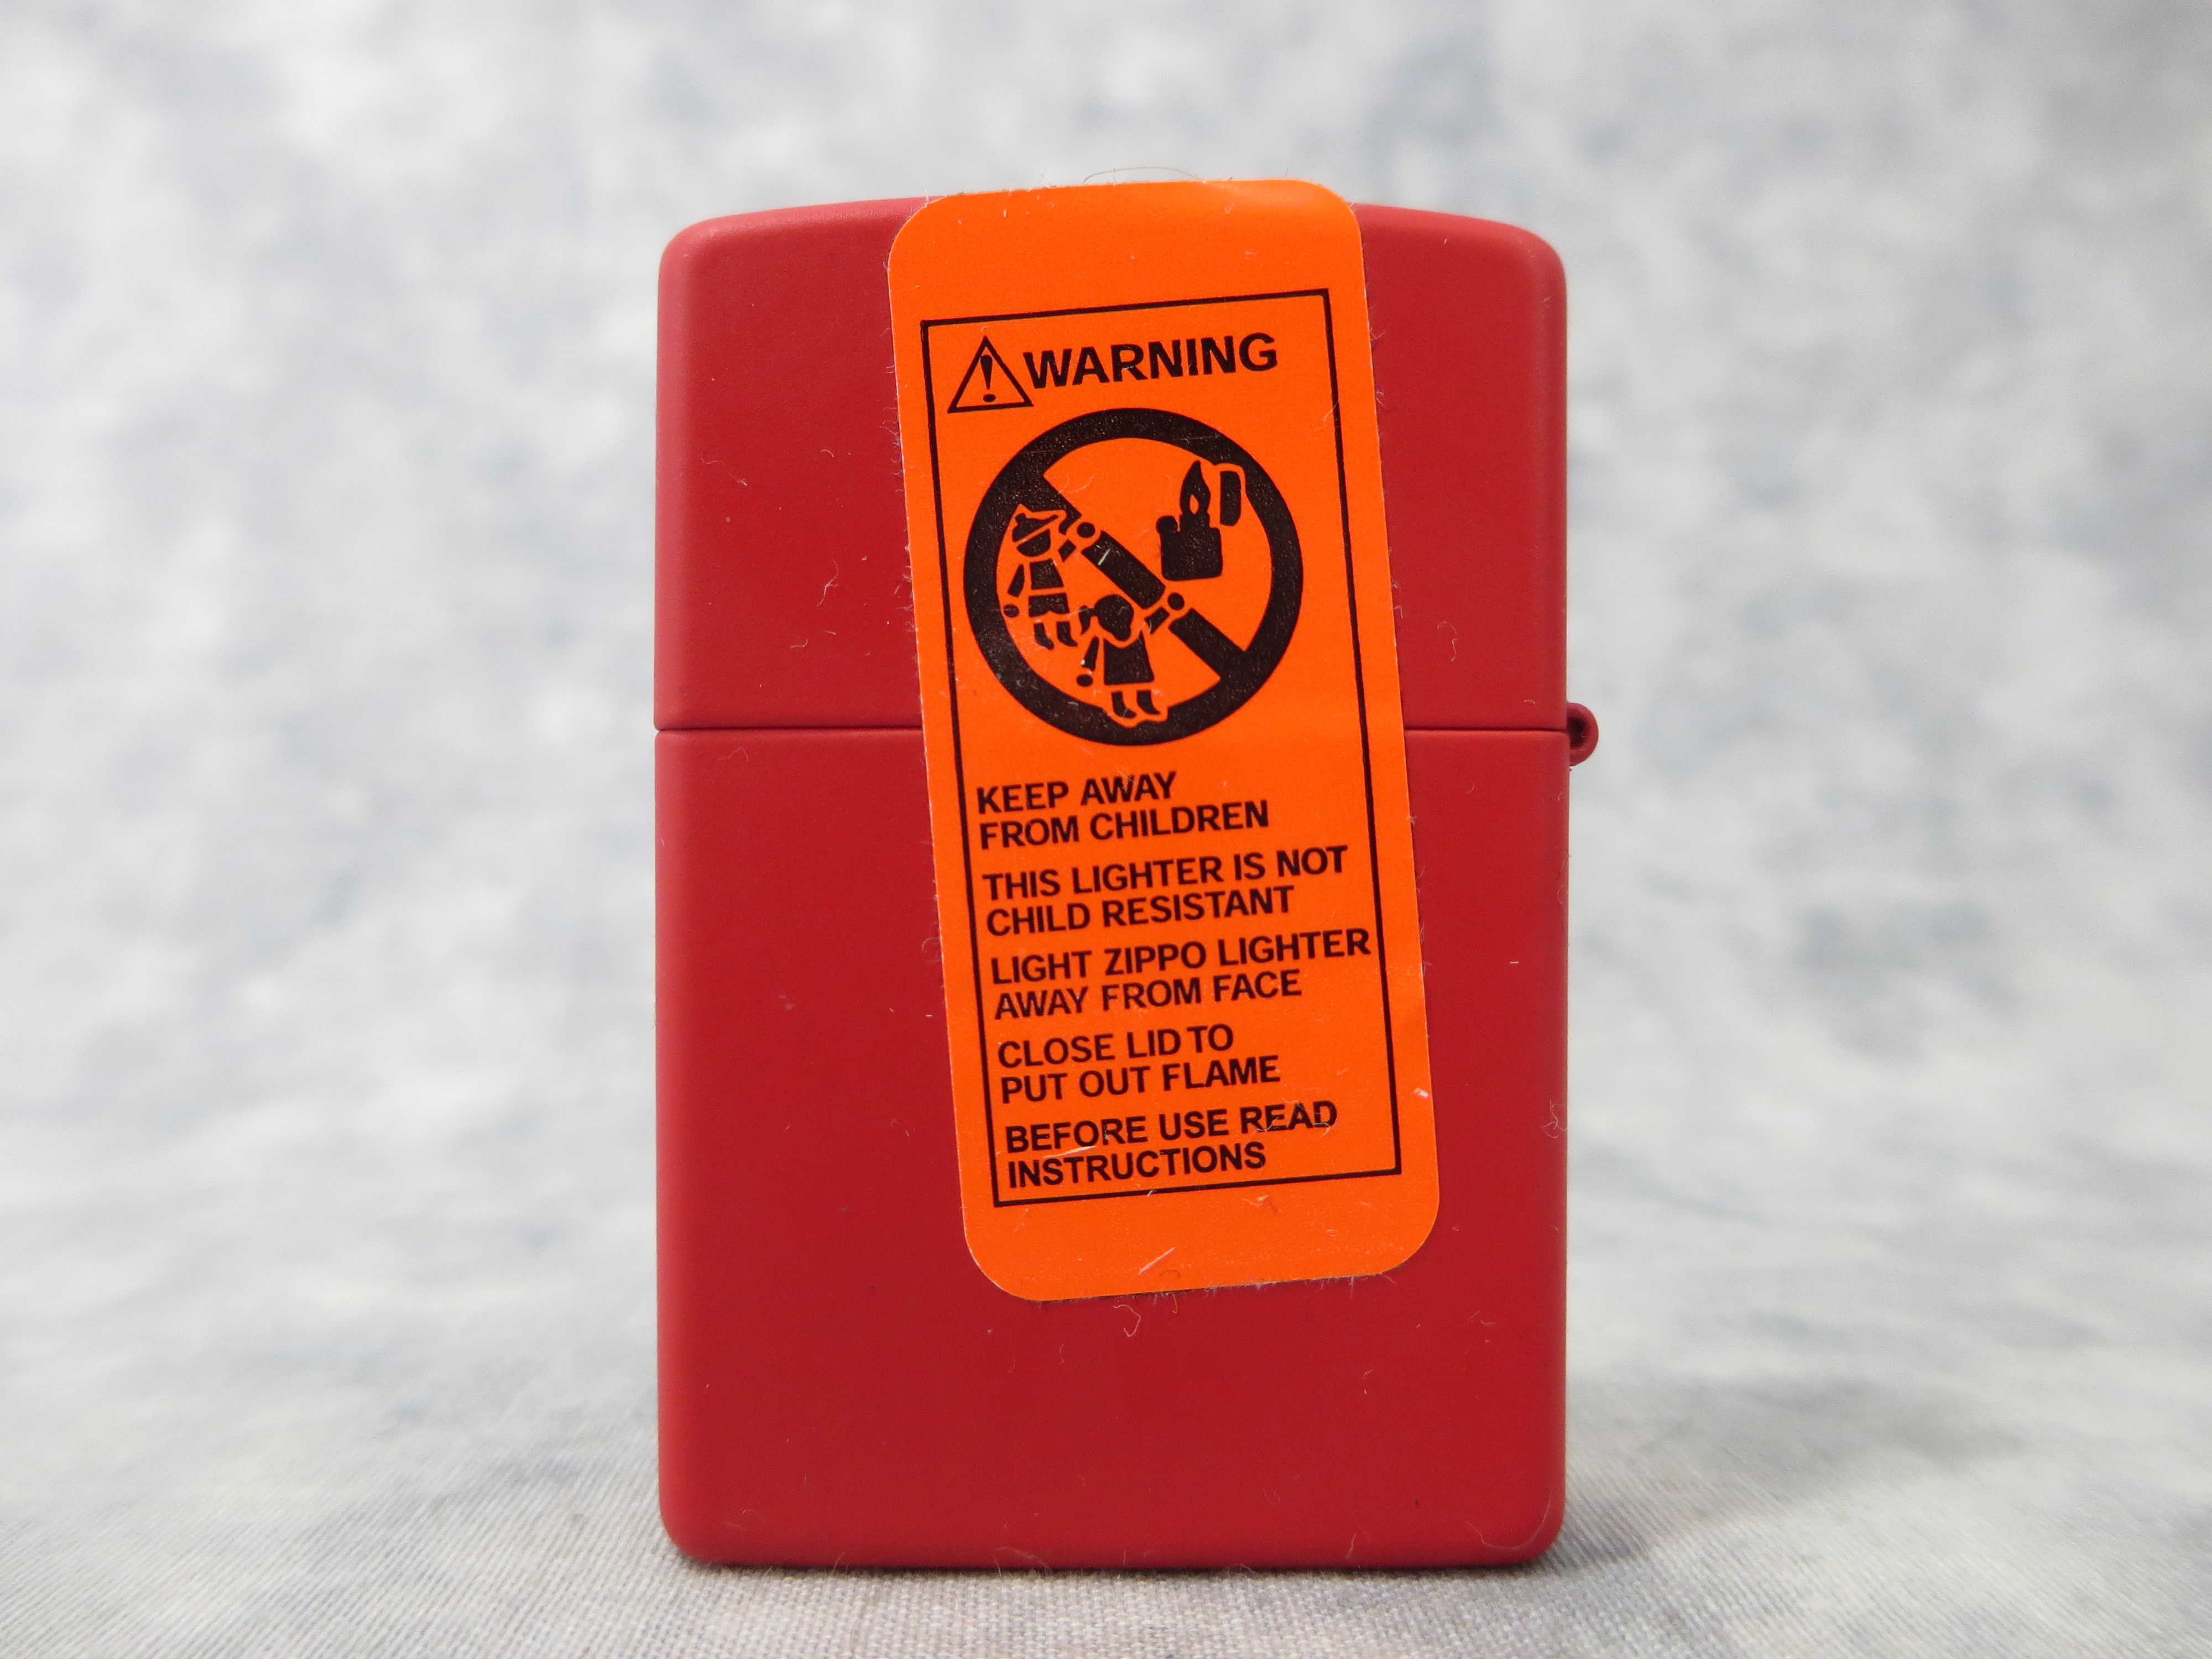 WARNING
KEEP AWAY
FROM CHILDREN
THIS LIGHTER IS NOT
CHILD RESISTANT
LIGHT ZIPPO LIGHTER
AWAY FROM FACE
CLOSE LID TO
PUT OUT FLAME
BEFORE USE READ
INSTRUCTIONS